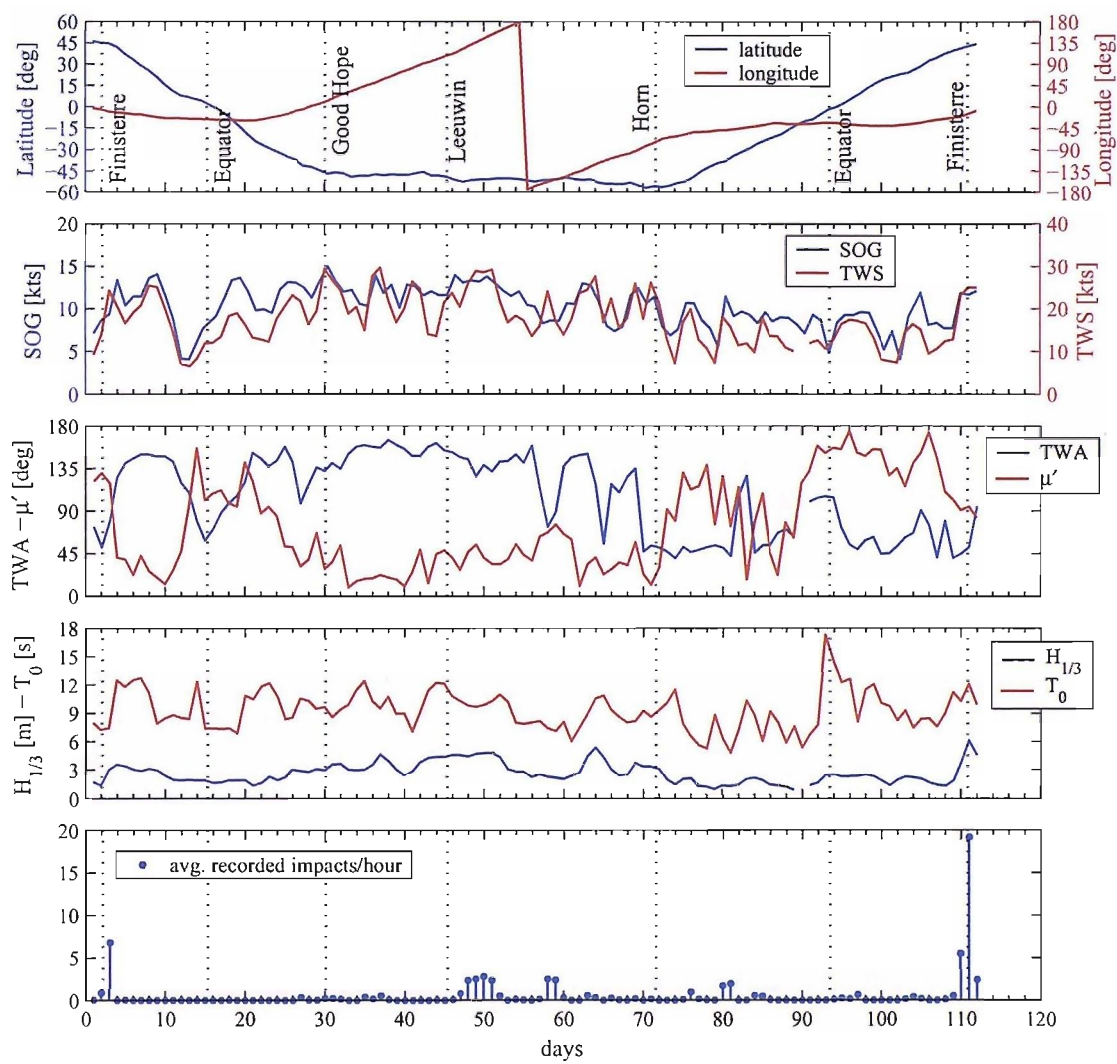 60
45
30
15
0
−15
−30
−45
−60
Latitude [deg]
Finisterre
Equator
Good Hope
Leeuwin
Horn
Equator
Finisterre
latitude
longitude
180
135
90
45
0
−45
−90
−135
−180
Longitude [deg]
20
15
10
5
0
SOG [kts]
SOG
TWS
40
30
20
10
0
TWS [kts]
180
135
90
45
0
TWA − μ′ [deg]
TWA
μ′
18
15
12
9
6
3
0
H1/3 [m] − T0 [s]
H1/3
T0
20
15
10
5
0
avg. recorded impacts/hour
0 10 20 30 40 50 60 70 80 90 100 110 120
days